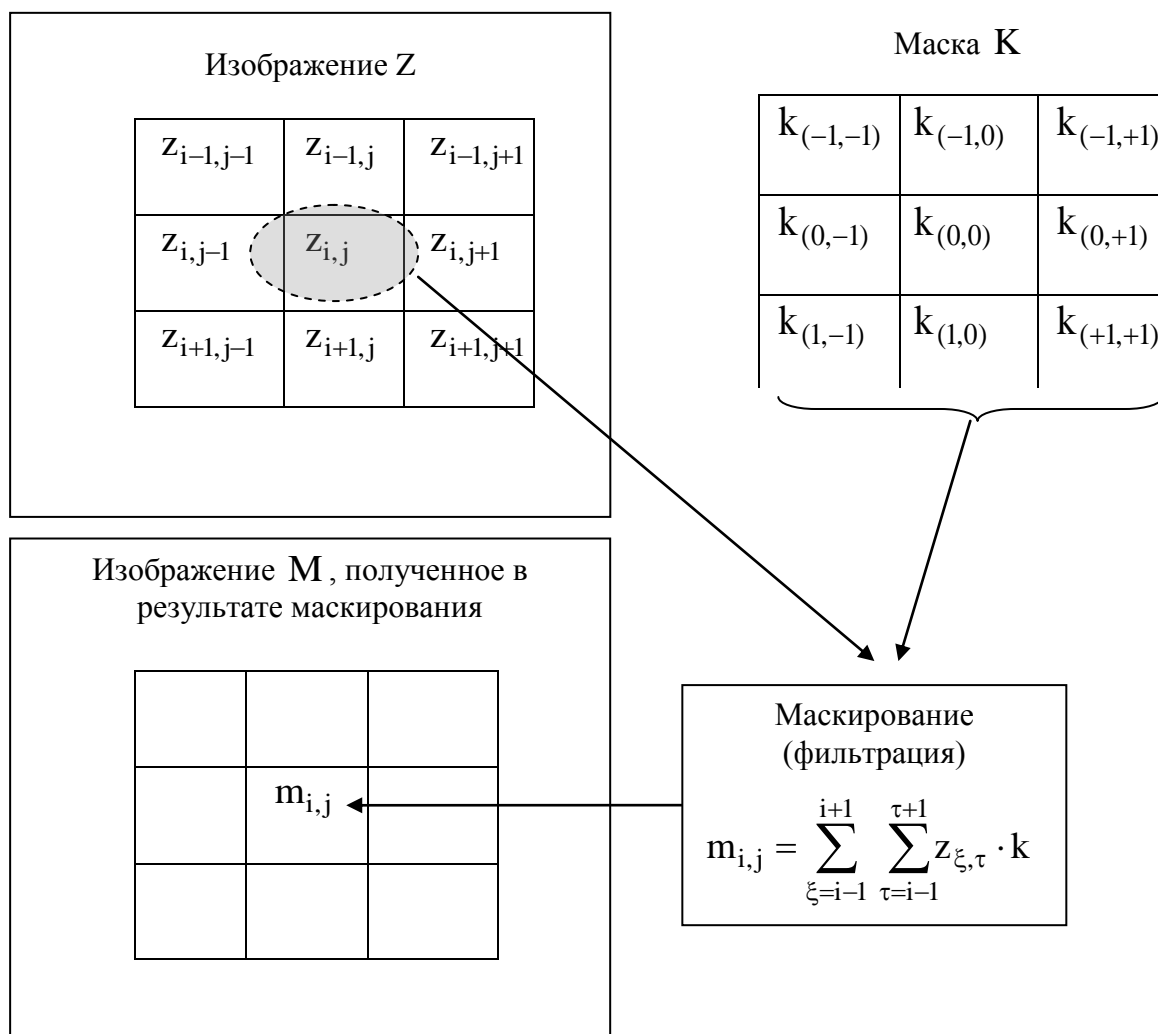 Изображение Z
z_{i−1,j−1} z_{i−1,j} z_{i−1,j+1}
z_{i,j−1} z_{i,j} z_{i,j+1}
z_{i+1,j−1} z_{i+1,j} z_{i+1,j+1}
Маска K
k_{(−1,−1)} k_{(−1,0)} k_{(−1,+1)}
k_{(0,−1)} k_{(0,0)} k_{(0,+1)}
k_{(1,−1)} k_{(1,0)} k_{(+1,+1)}
Изображение M, полученное в
результате маскирования
m_{i,j}
Маскирование
(фильтрация)
m_{i,j} = \sum_{ξ=i−1}^{i+1} \sum_{τ=i−1}^{τ+1} z_{ξ,τ} · k